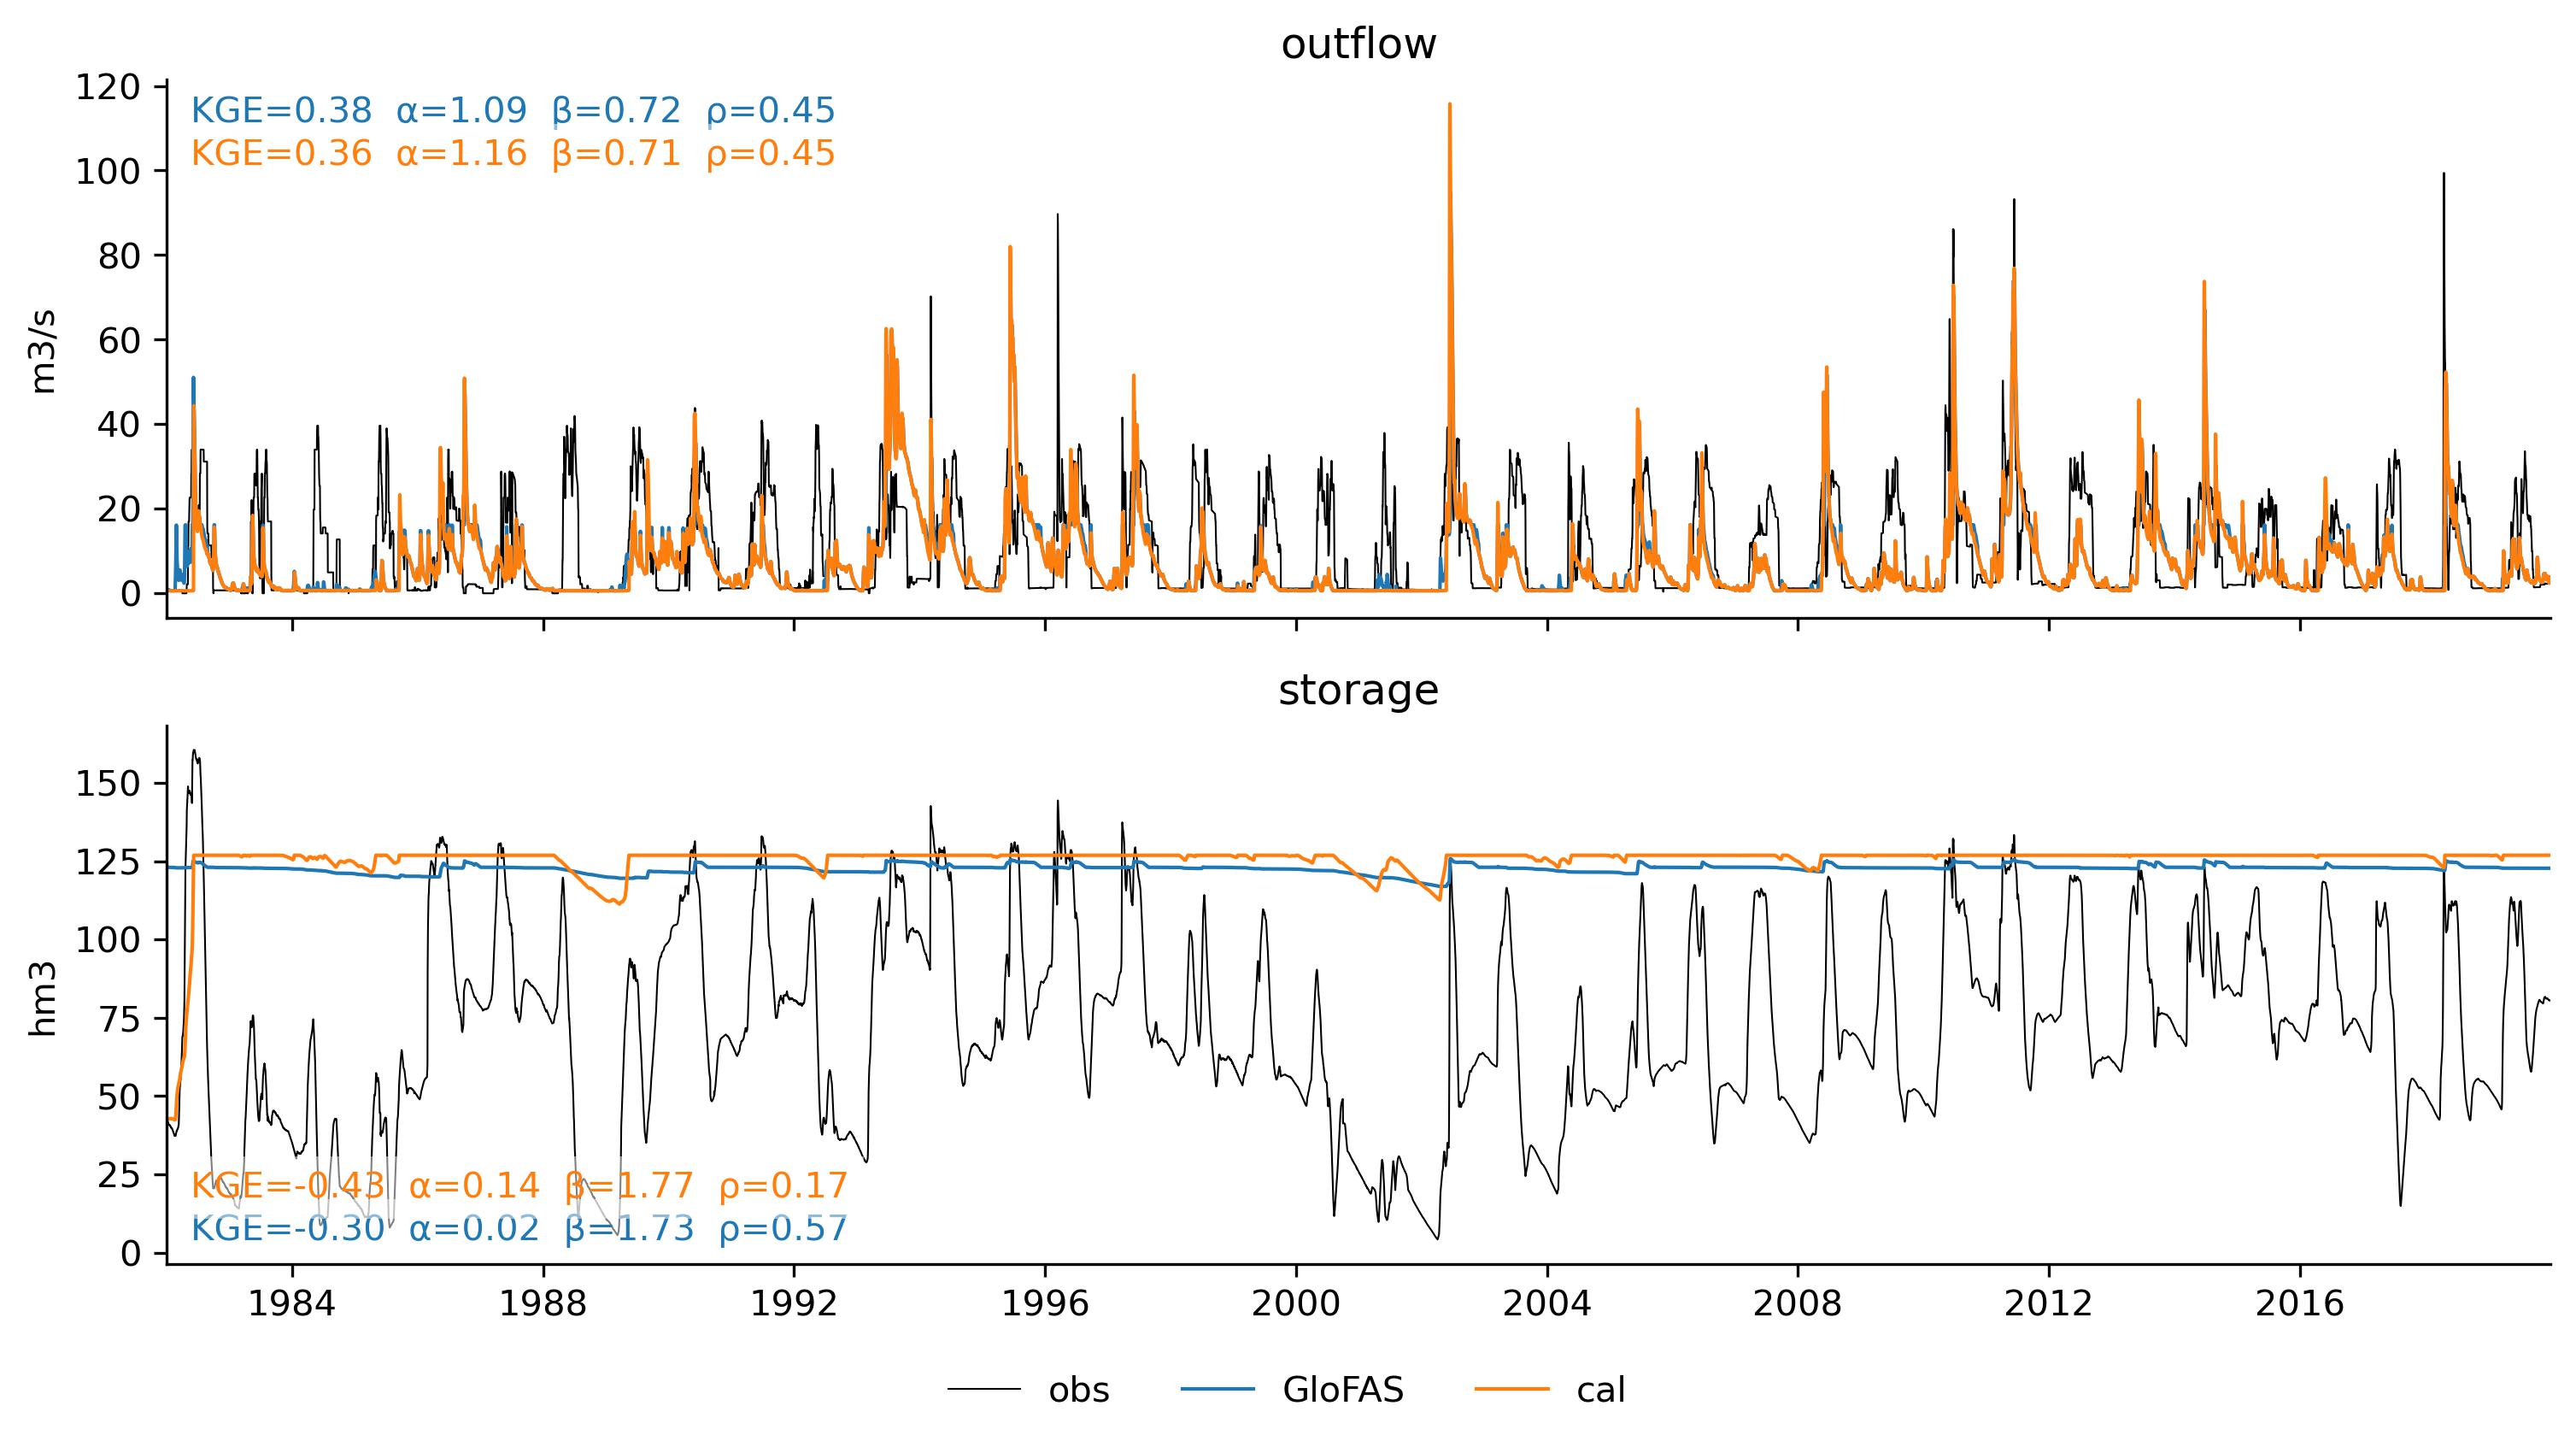 outflow
120
100
80
60
40
20
0
m3/s
KGE=0.38 α=1.09 β=0.72 ρ=0.45
KGE=0.36 α=1.16 β=0.71 ρ=0.45
storage
150
125
100
75
50
25
0
hm3
KGE=-0.43 α=0.14 β=1.77 ρ=0.17
KGE=-0.30 α=0.02 β=1.73 ρ=0.57
1984 1988 1992 1996 2000 2004 2008 2012 2016
obs GloFAS cal